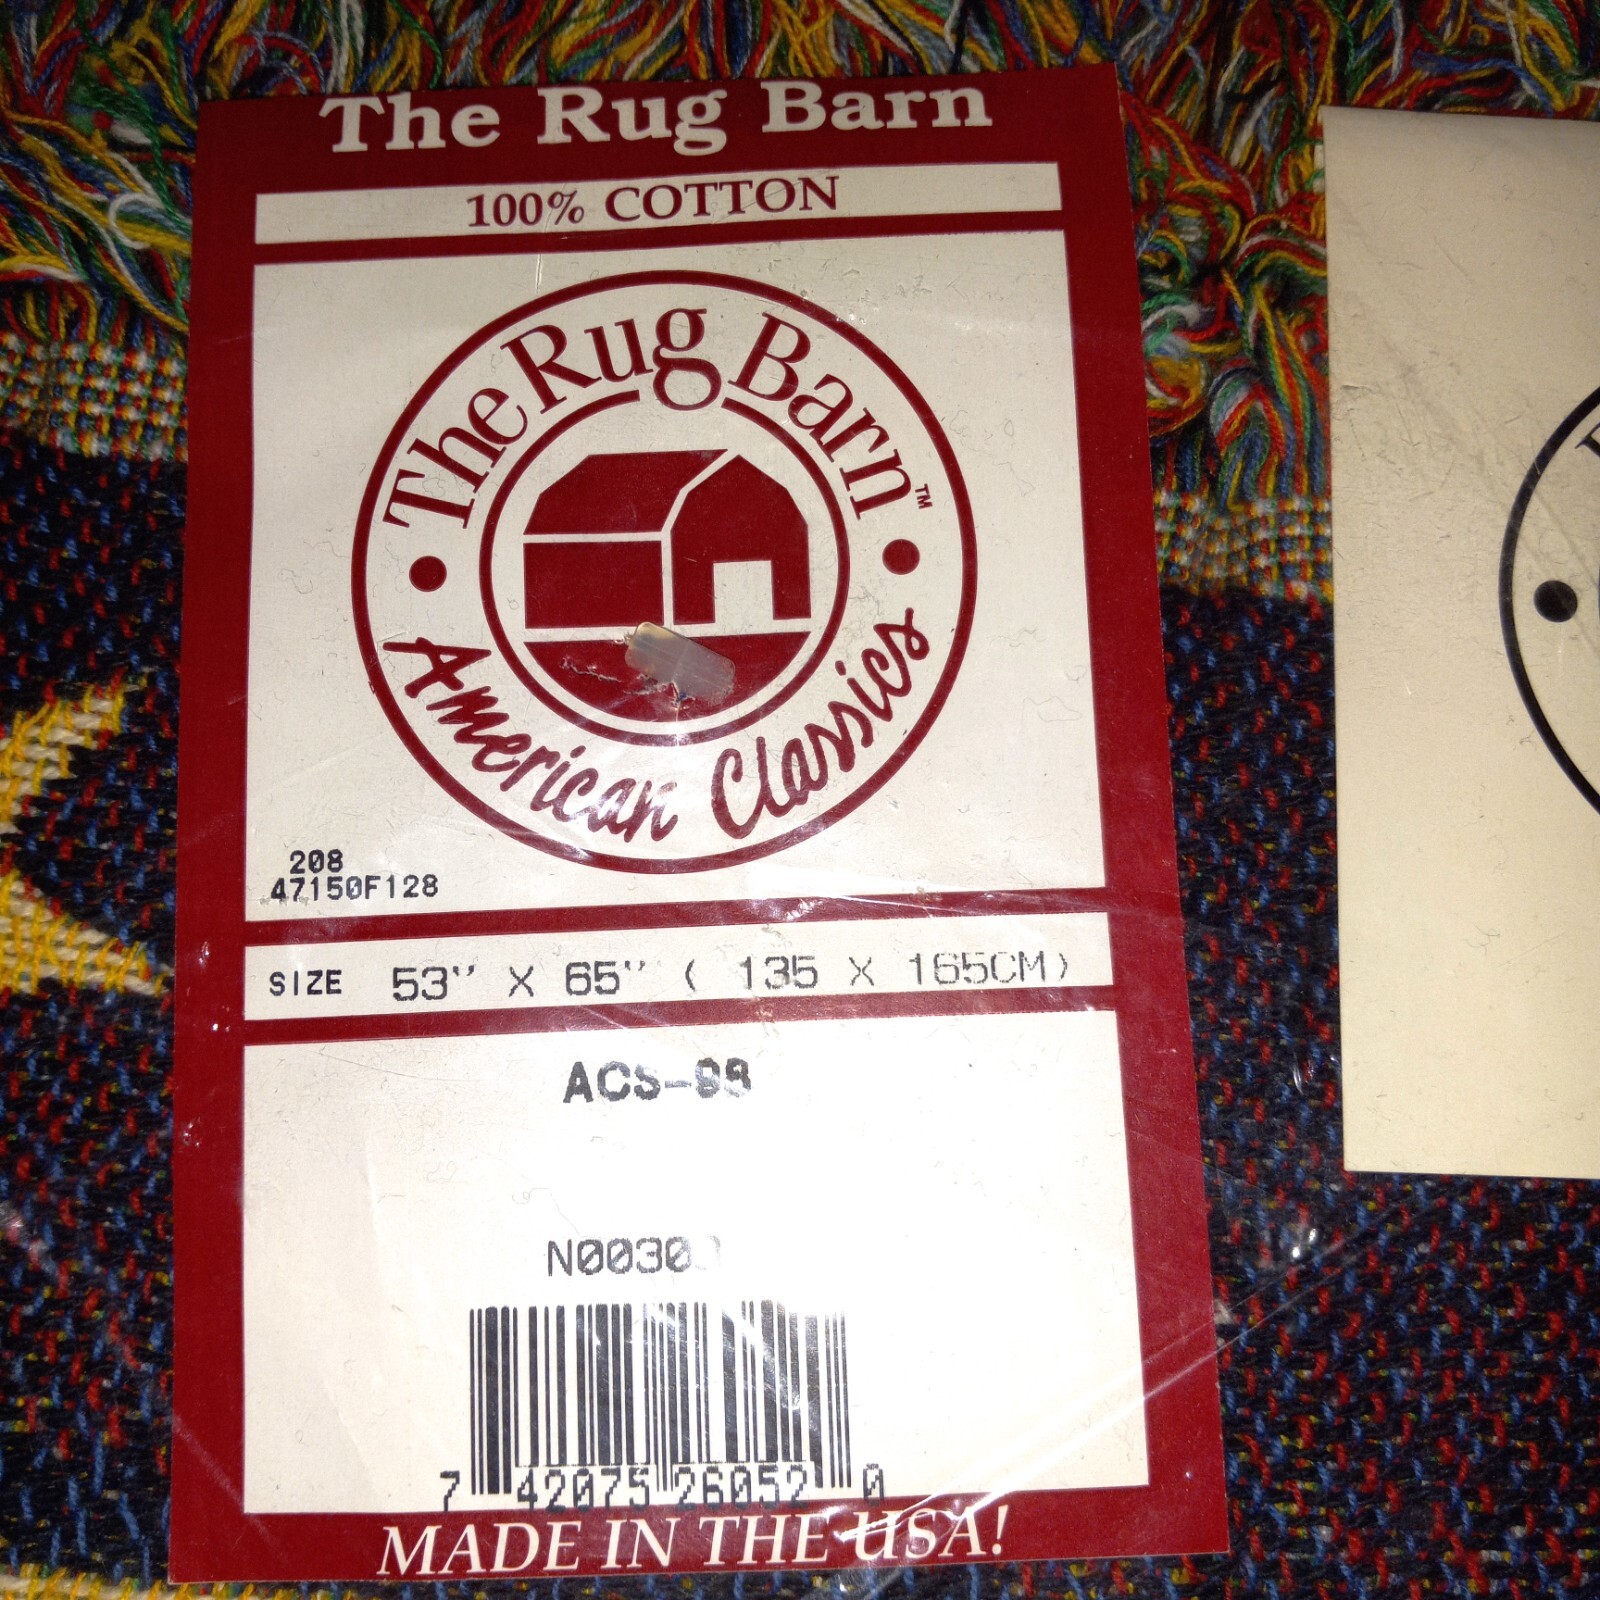 The Rug Barn
100% COTTON
The Rug Barn™
American Classics
208
47150F128
SIZE 53" X 65" ( 135 X 165CM)
7 42075 26052 0
MADE IN THE USA!